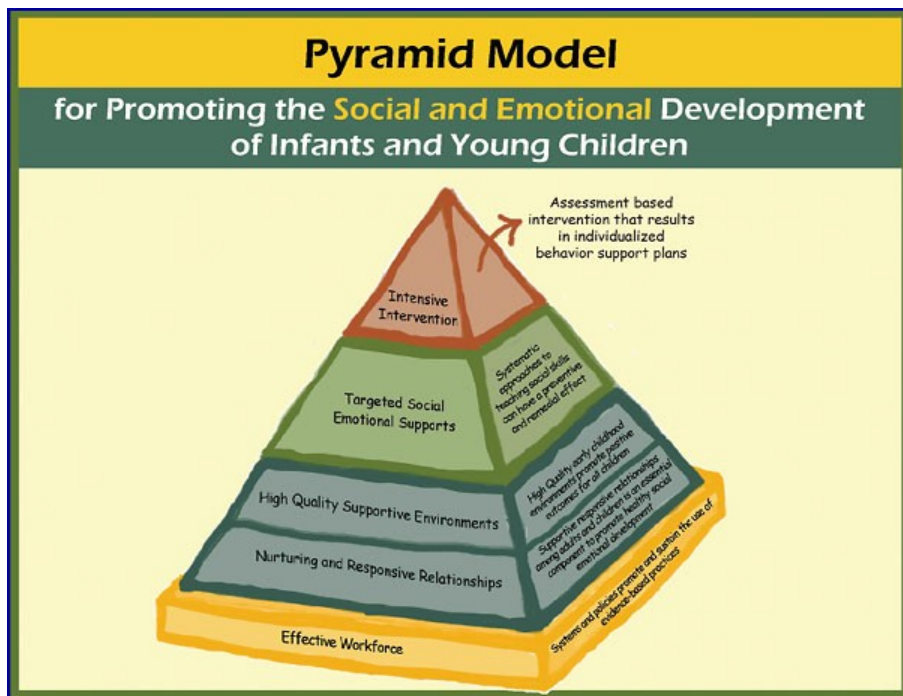 Pyramid Model
for Promoting the Social and Emotional Development
of Infants and Young Children
Assessment based
intervention that results
in individualized
behavior support plans
Intensive
Intervention
Systematic
approaches to
teaching social skills
can have a preventive
and remedial effect
Targeted Social
Emotional Supports
High Quality early childhood
environments promote positive
outcomes for all children
High Quality Supportive Environments
Supportive responsive relationships
among adults and children is an essential
component to promote healthy social
emotional development
Nurturing and Responsive Relationships
Systems and policies promote and sustain the use of
evidence-based practices
Effective Workforce